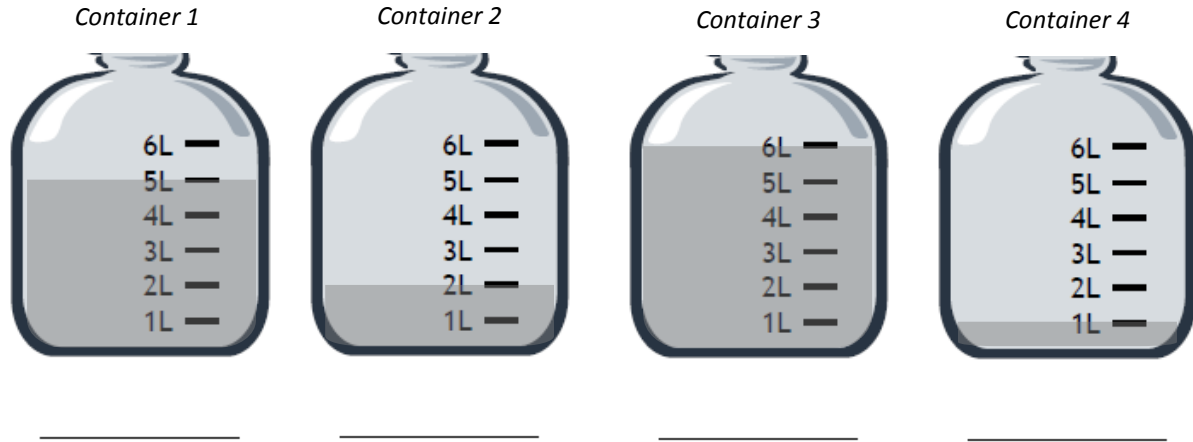 Container 1 Container 2 Container 3 Container 4
6L 6L 6L 6L
5L 5L 5L 5L
4L 4L 4L 4L
3L 3L 3L 3L
2L 2L 2L 2L
1L 1L 1L 1L